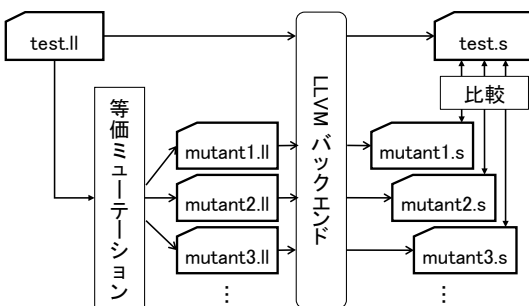 test.ll
test.s
比較
等価ミューテーション
LLVM バックエンド
mutant1.ll
mutant1.s
mutant2.ll
mutant2.s
mutant3.ll
mutant3.s
⋮
⋮